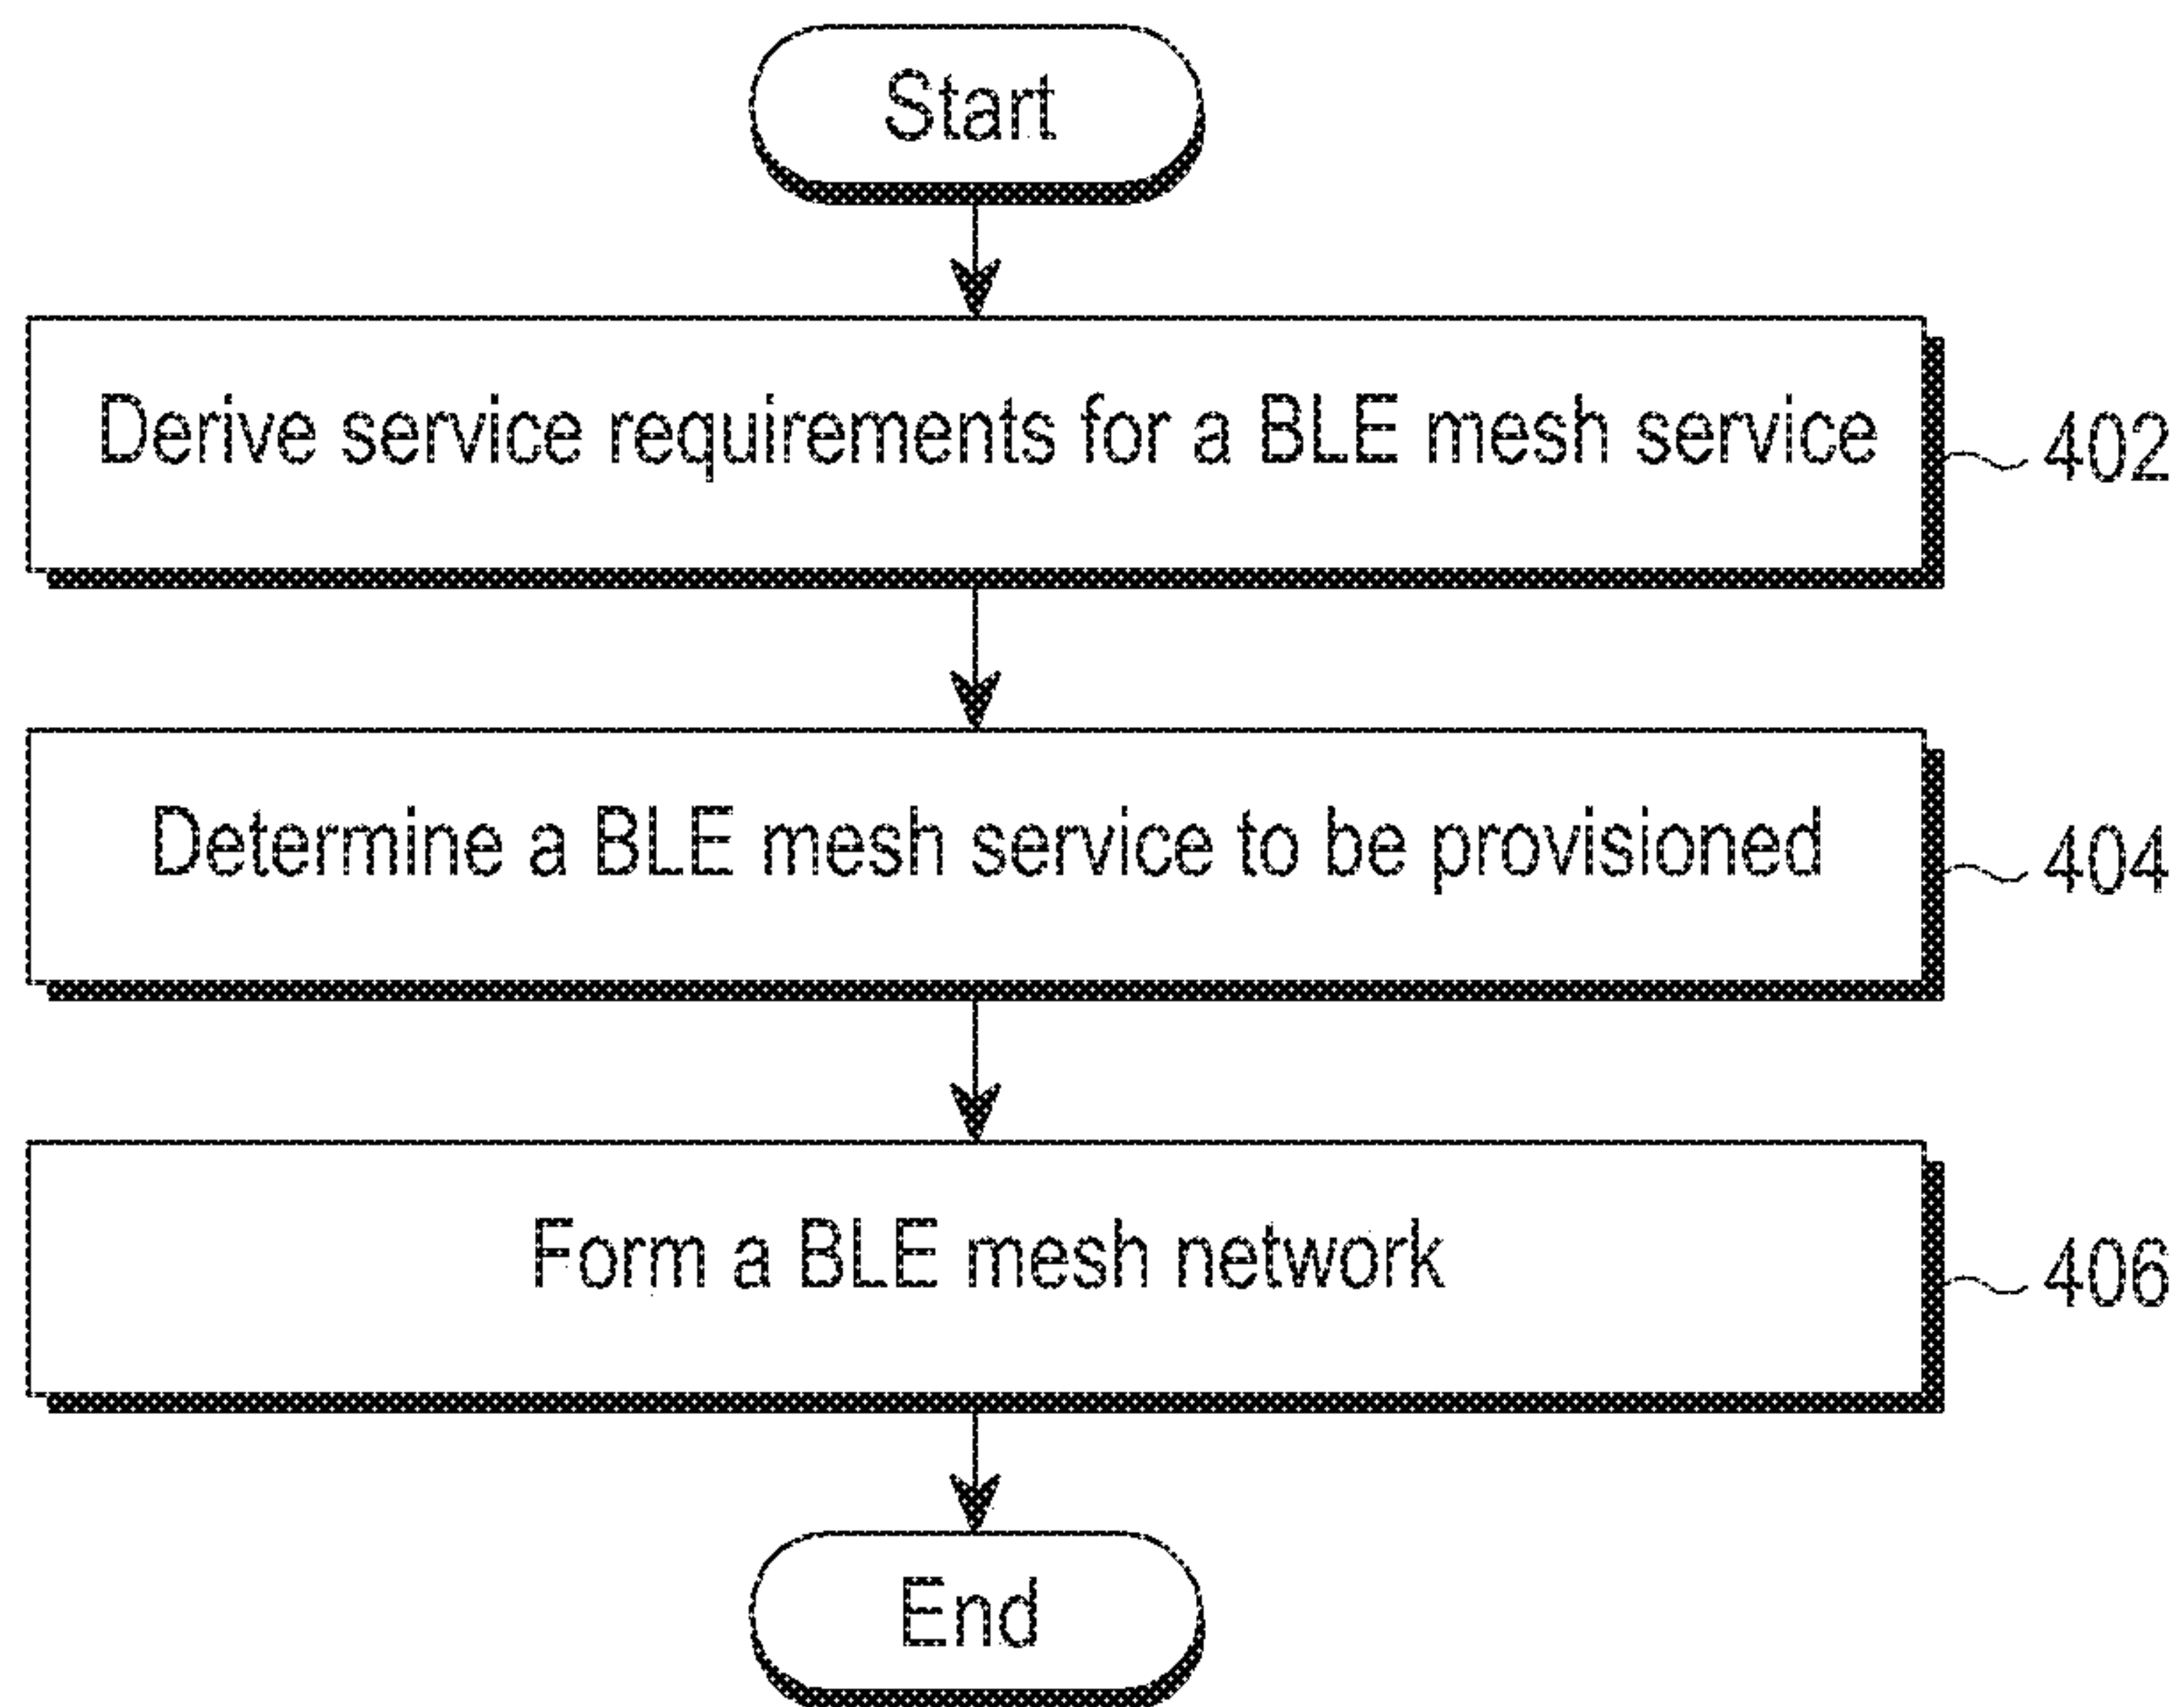 Start
Derive service requirements for a BLE mesh service
402
Determine a BLE mesh service to be provisioned
404
Form a BLE mesh network
406
End